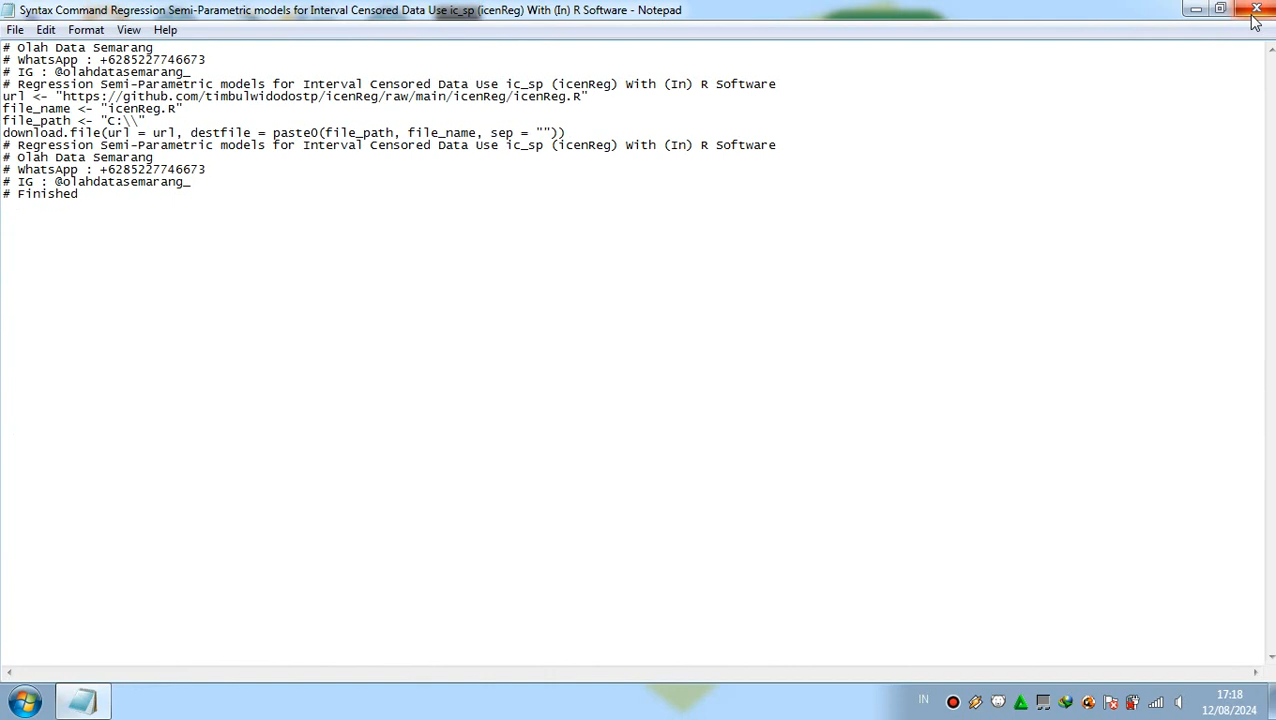 Syntax Command Regression Semi-Parametric models for Interval Censored Data Use ic_sp (icenReg) With (In) R Software - Notepad
File Edit Format View Help
# Olah Data Semarang
# WhatsApp : +6285227746673
# IG : @olahdatasemarang_
# Regression Semi-Parametric models for Interval Censored Data Use ic_sp (icenReg) With (In) R Software
url <- "https://github.com/timbulwidodostp/icenReg/raw/main/icenReg/icenReg.R"
file_name <- "icenReg.R"
file_path <- "C:\\"
download.file(url = url, destfile = paste0(file_path, file_name, sep = ""))
# Regression Semi-Parametric models for Interval Censored Data Use ic_sp (icenReg) With (In) R Software
# Olah Data Semarang
# WhatsApp : +6285227746673
# IG : @olahdatasemarang_
# Finished
IN
17:18
12/08/2024